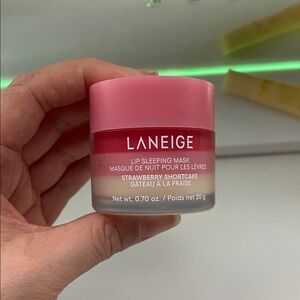 LANEIGE
LIP SLEEPING MASK
MASQUE DE NUIT POUR LES LÈVRES
STRAWBERRY SHORTCAKE
GÂTEAU À LA FRAISE
Net wt. 0.70 oz. / Poids net 20 g